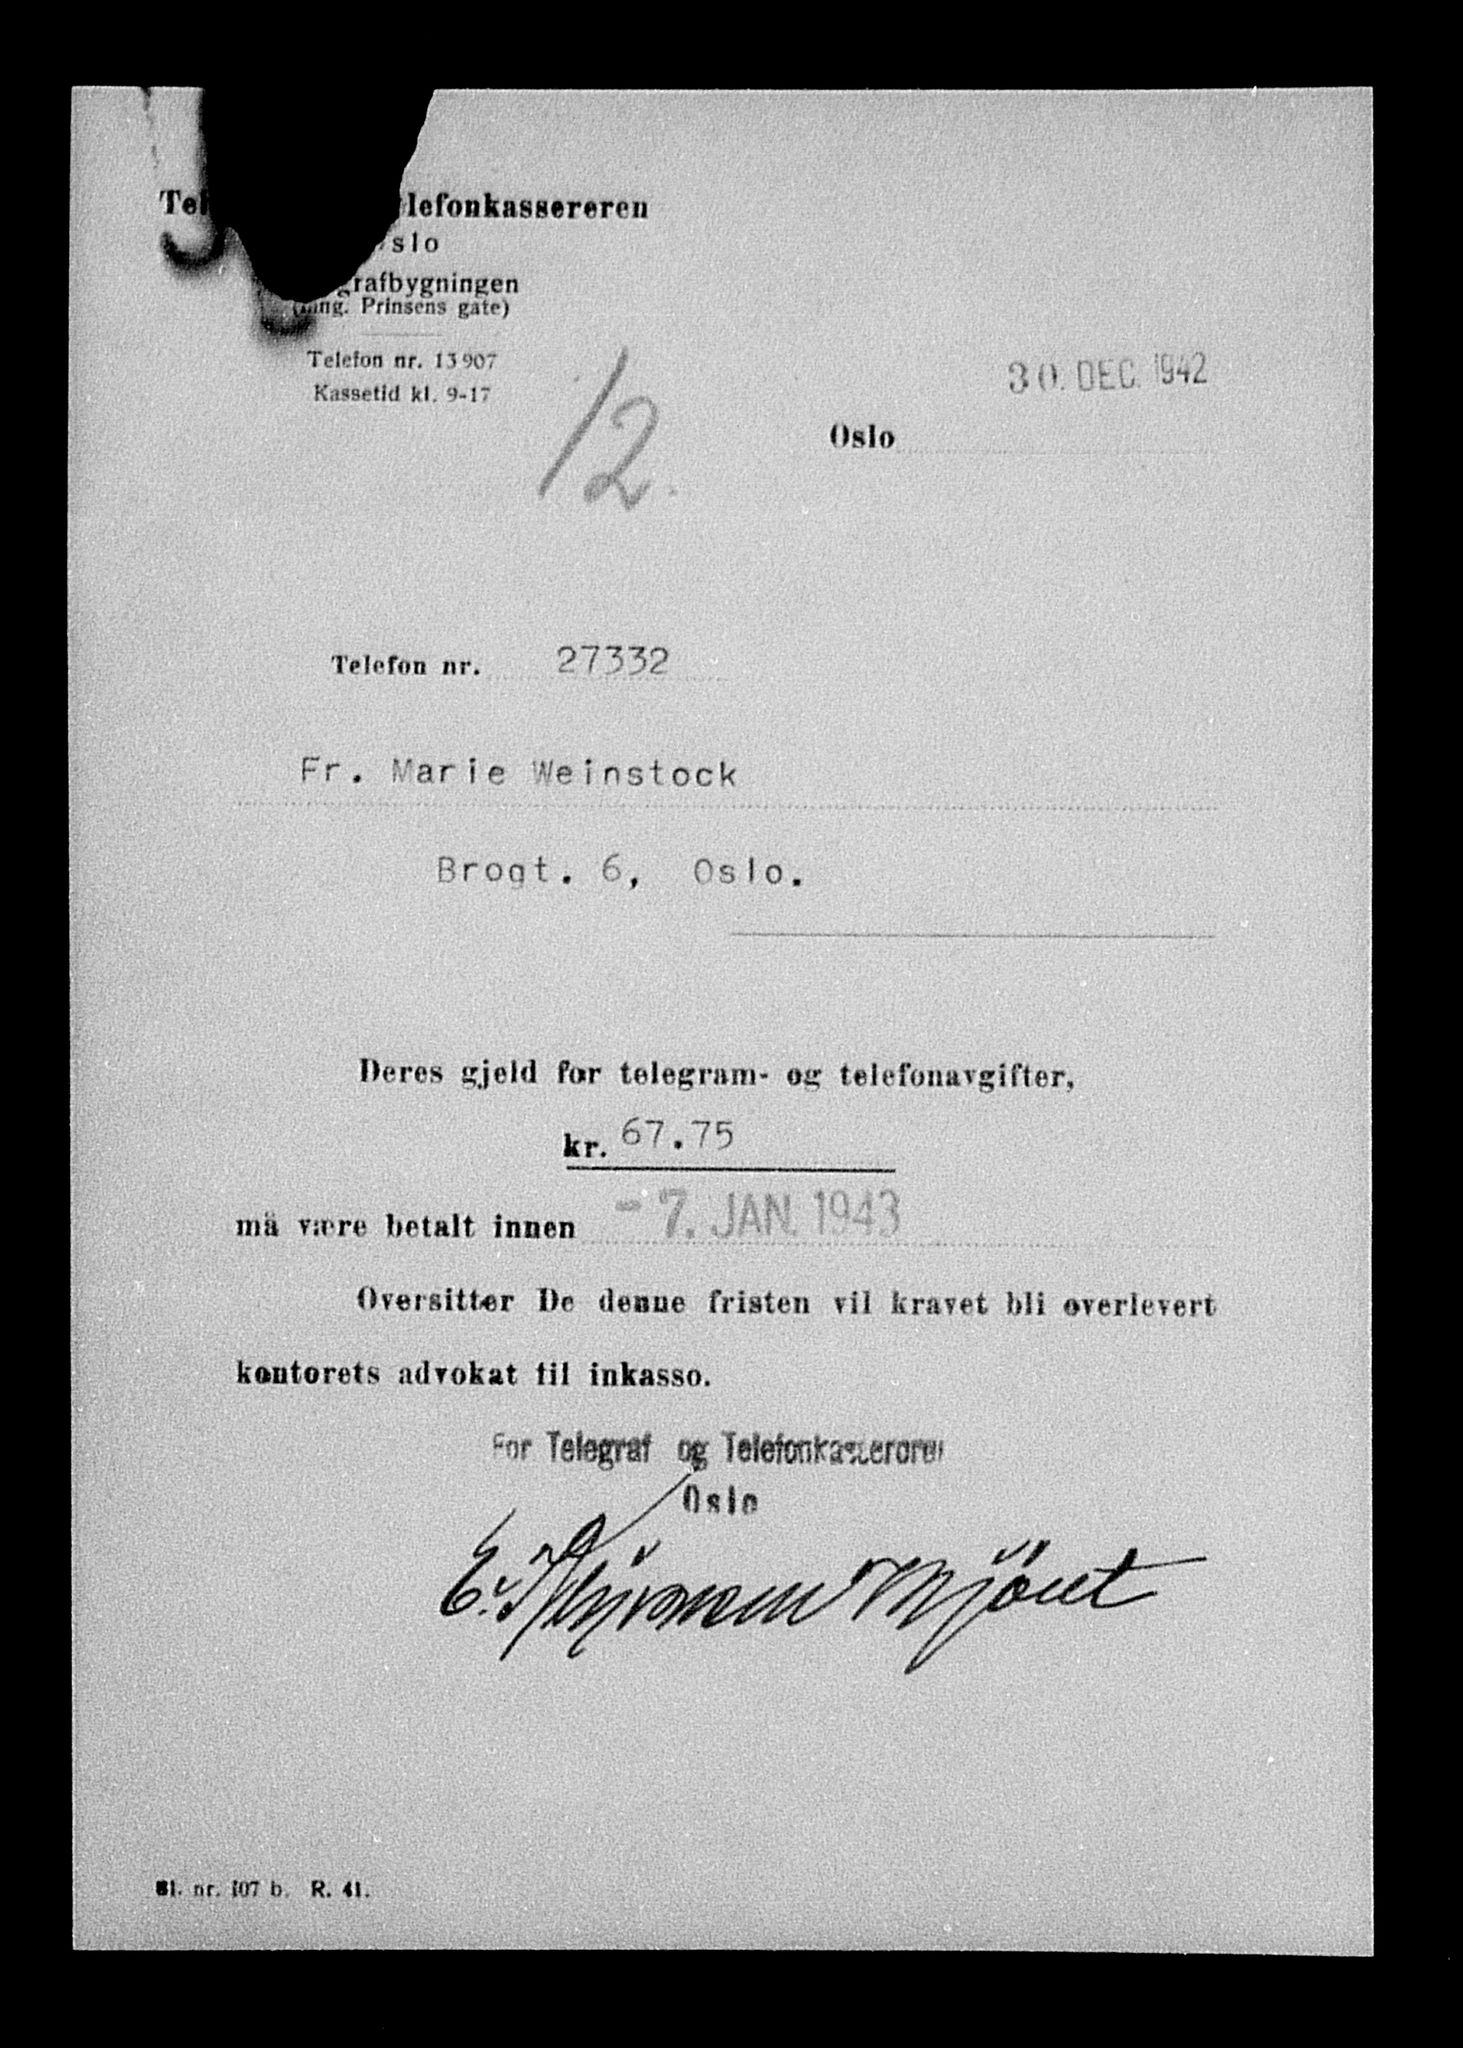 Tel lefonkassereren
slo
grafbygningen
(Inng. Prinsens gate)
Telefon nr. 13907
Kassetid kl. 9-17
12.
30. DEC. 1942
Oslo
Telefon nr. 27332
Fr. Marie Weinstock
Brogt. 6, Oslo.
Deres gjeld for telegram- og telefonavgifter,
kr. 67.75
må være betalt innen - 7. JAN. 1943
Oversitter De denne fristen vil kravet bli overlevert
kontorets advokat til inkasso.
For Telegraf og Telefonkassereren
Oslo
E. Mjöut
Bl. nr. 107 b. R. 41.